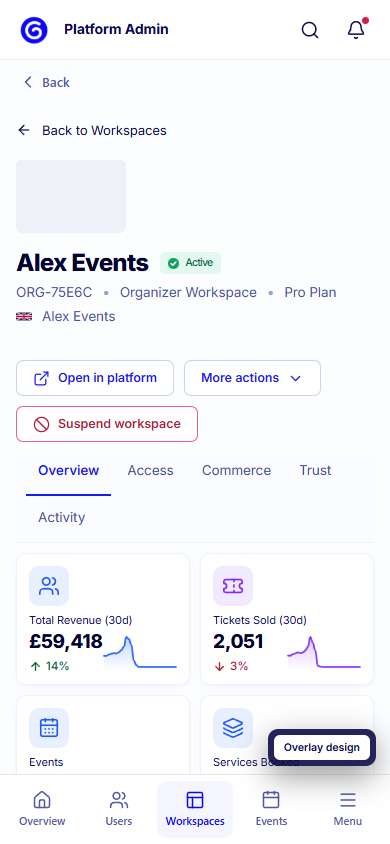 Platform Admin
Back
Back to Workspaces
Alex Events
Active
ORG-75E6C • Organizer Workspace • Pro Plan
Alex Events
Open in platform
More actions
Suspend workspace
Overview Access Commerce Trust
Activity
Total Revenue (30d)
£59,418
14%
Tickets Sold (30d)
2,051
3%
Events
Services Booked
Overlay design
Overview Users Workspaces Events Menu